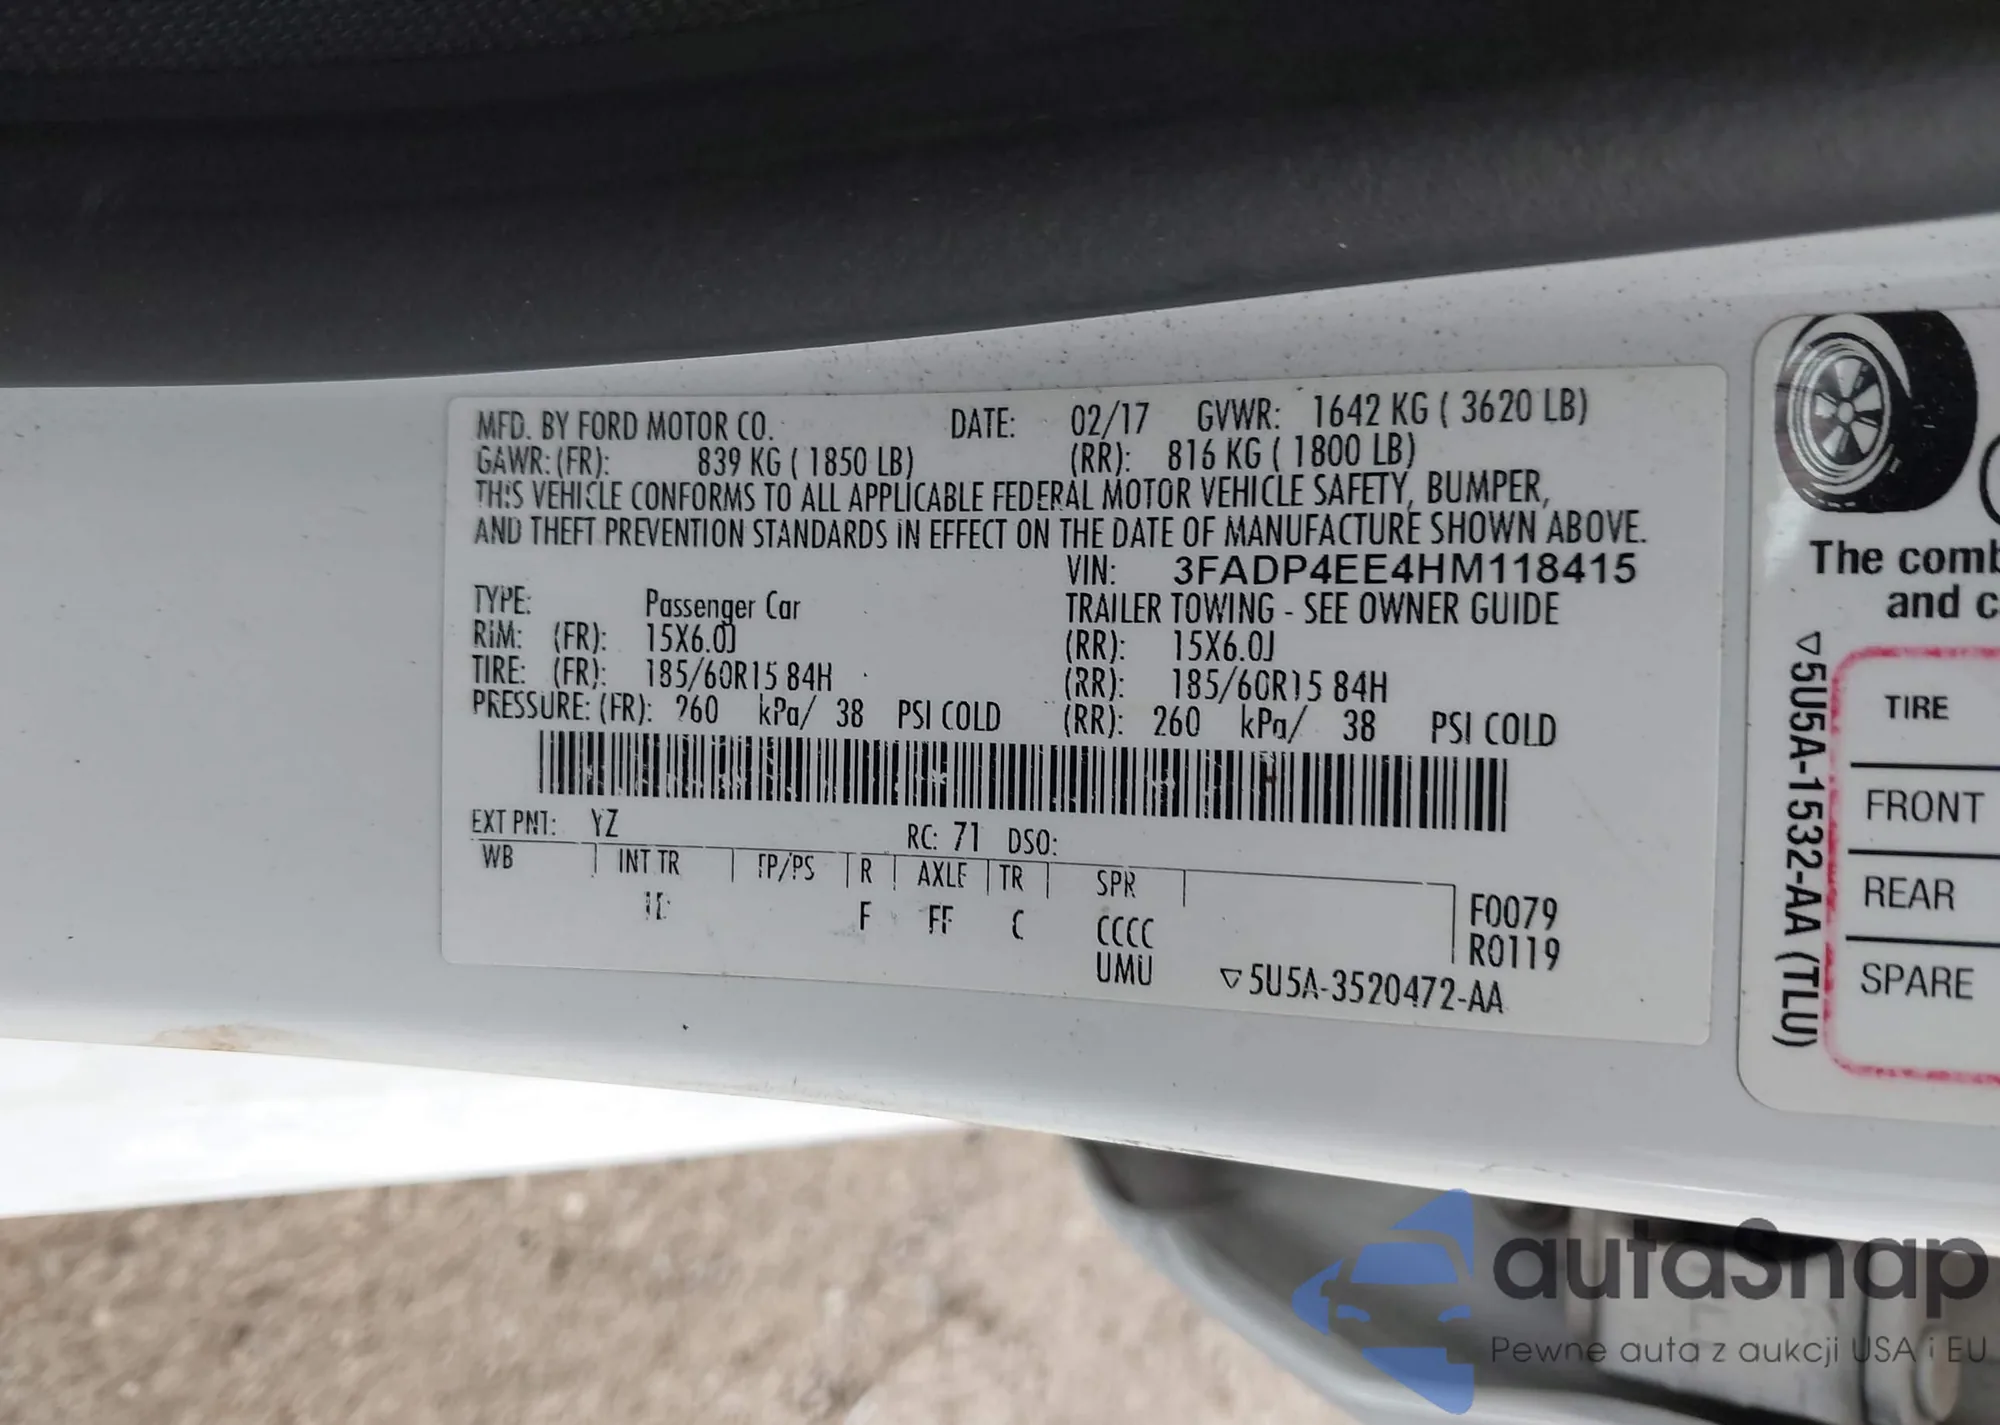 MFD. BY FORD MOTOR CO. DATE: 02/17 GVWR: 1642 KG ( 3620 LB)
GAWR: (FR): 839 KG ( 1850 LB) (RR): 816 KG ( 1800 LB)
THIS VEHICLE CONFORMS TO ALL APPLICABLE FEDERAL MOTOR VEHICLE SAFETY, BUMPER,
AND THEFT PREVENTION STANDARDS IN EFFECT ON THE DATE OF MANUFACTURE SHOWN ABOVE.
VIN: 3FADP4EE4HM118415
TYPE: Passenger Car TRAILER TOWING - SEE OWNER GUIDE
RIM: (FR): 15X6.0J (RR): 15X6.0J
TIRE: (FR): 185/60R15 84H (RR): 185/60R15 84H
PRESSURE: (FR): 260 kPa/ 38 PSI COLD (RR): 260 kPa/ 38 PSI COLD
EXT PNT: YZ RC: 71 DSO:
WB INT TR TP/PS R AXLE TR SPR
F FF C CCCC
UMU
F0079
R0119
▽5U5A-3520472-AA
The comb
and c
▽5U5A-1532-AA (TLU)
TIRE
FRONT
REAR
SPARE
autaSnap
Pewne auta z aukcji USA i EU